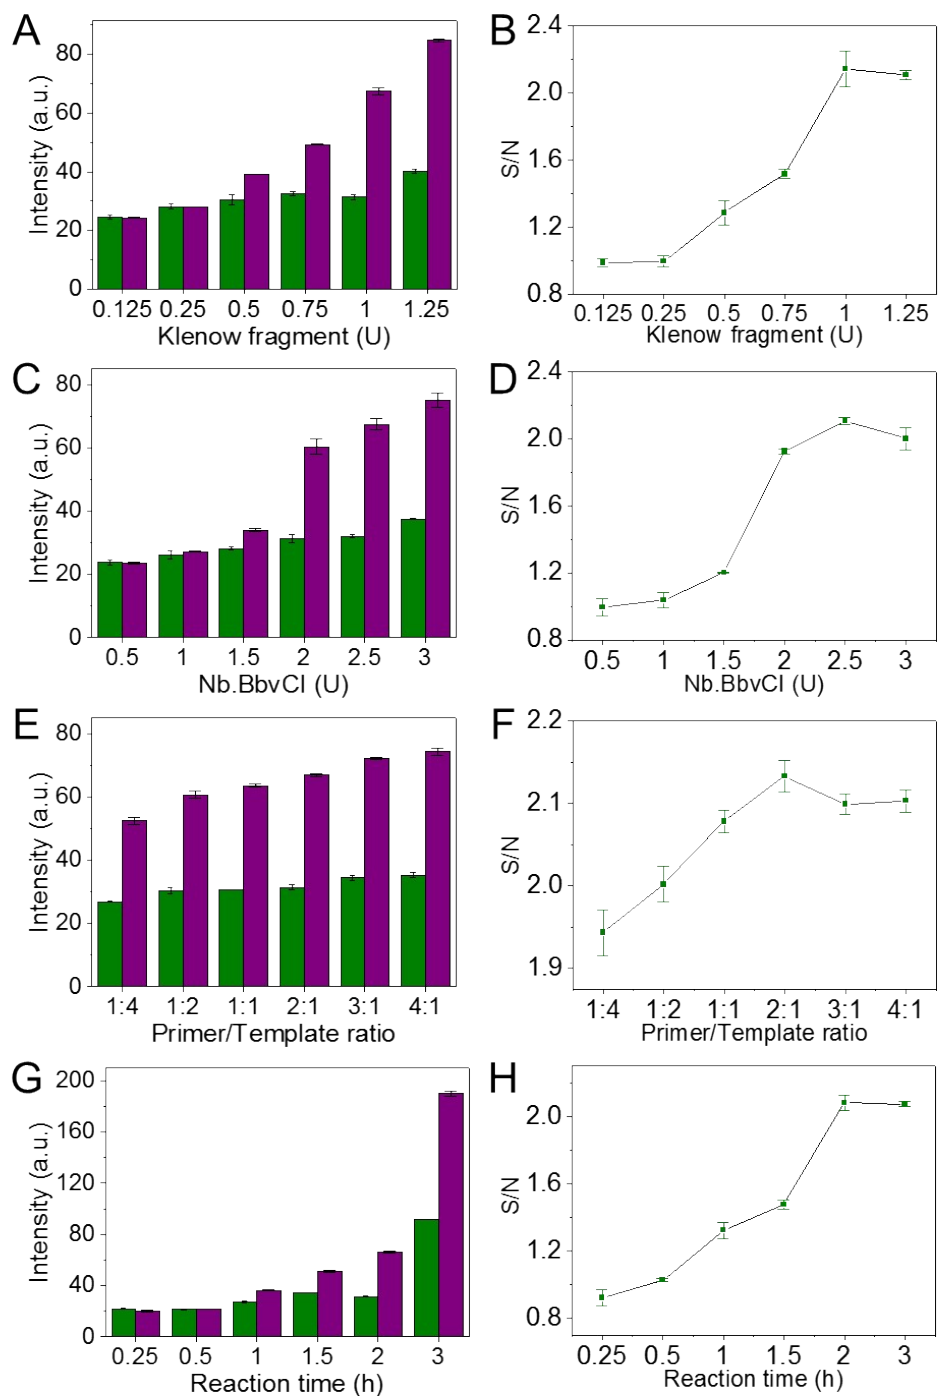 A
Intensity (a.u.)
80
60
40
20
0
0.125 0.25 0.5 0.75 1 1.25
Klenow fragment (U)
B
S/N
2.4
2.0
1.6
1.2
0.8
0.125 0.25 0.5 0.75 1 1.25
Klenow fragment (U)
C
Intensity (a.u.)
80
60
40
20
0
0.5 1 1.5 2 2.5 3
Nb.BbvCI (U)
D
S/N
2.4
2.0
1.6
1.2
0.8
0.5 1 1.5 2 2.5 3
Nb.BbvCI (U)
E
Intensity (a.u.)
80
60
40
20
0
1:4 1:2 1:1 2:1 3:1 4:1
Primer/Template ratio
F
S/N
2.2
2.1
2.0
1.9
1:4 1:2 1:1 2:1 3:1 4:1
Primer/Template ratio
G
Intensity (a.u.)
200
160
120
80
40
0
0.25 0.5 1 1.5 2 3
Reaction time (h)
H
S/N
2.0
1.6
1.2
0.8
0.25 0.5 1 1.5 2 3
Reaction time (h)